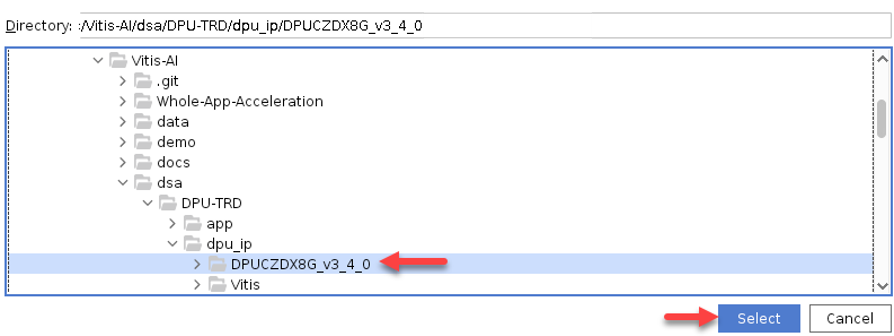 Directory: :/Vitis-AI/dsa/DPU-TRD/dpu_ip/DPUCZDX8G_v3_4_0
Vitis-AI
.git
Whole-App-Acceleration
data
demo
docs
dsa
DPU-TRD
app
dpu_ip
DPUCZDX8G_v3_4_0
Vitis
Select Cancel